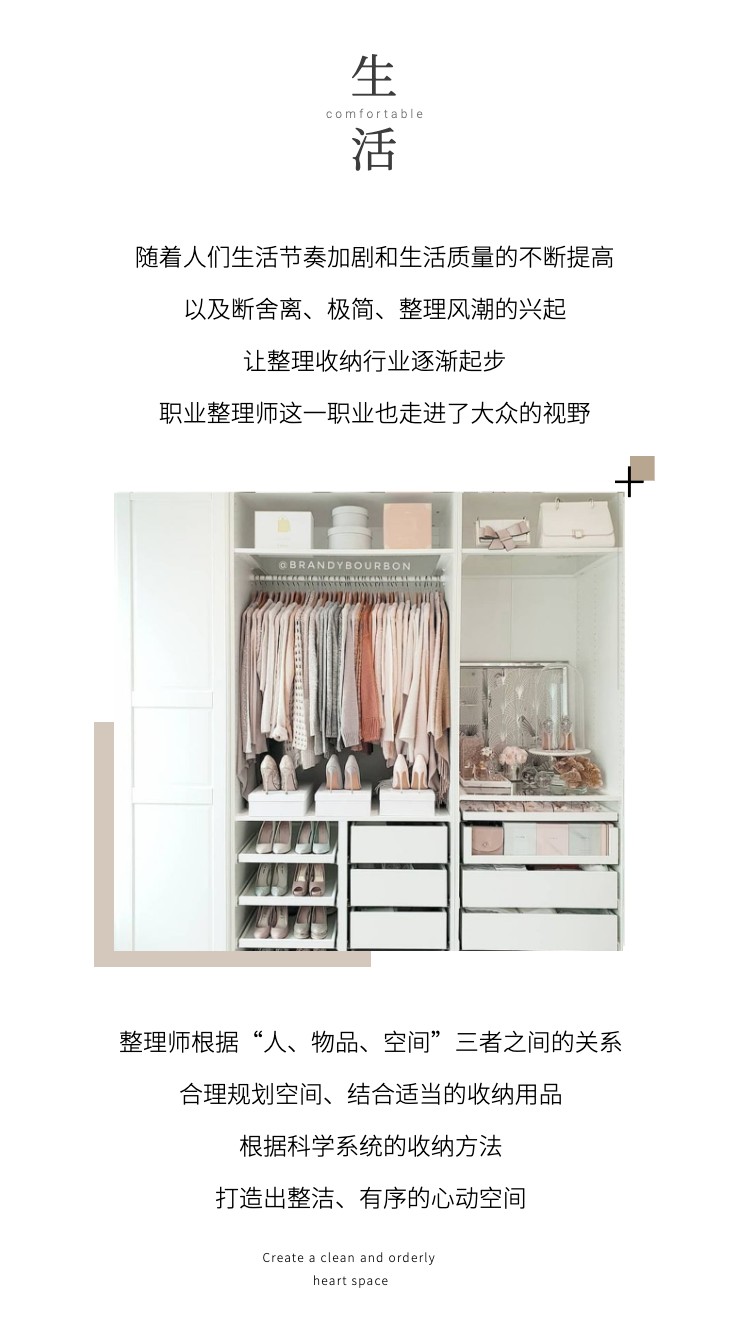 生
comfortable
活
随着人们生活节奏加剧和生活质量的不断提高
以及断舍离、极简、整理风潮的兴起
让整理收纳行业逐渐起步
职业整理师这一职业也走进了大众的视野
@BRANDYBOURBON
整理师根据“人、物品、空间”三者之间的关系
合理规划空间、结合适当的收纳用品
根据科学系统的收纳方法
打造出整洁、有序的心动空间
Create a clean and orderly
heart space